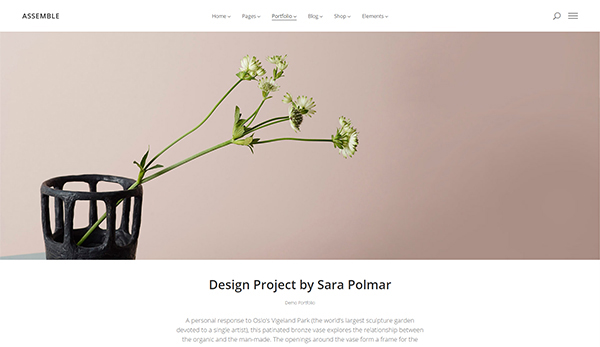 ASSEMBLE
Home Pages Portfolio Blog Shop Elements
Design Project by Sara Polmar
Demo Portfolio
A personal response to Oslo's Vigeland Park (the world's largest sculpture garden
devoted to a single artist), this patinated bronze vase explores the relationship between
the organic and the man-made. The openings around the vase form a frame for the